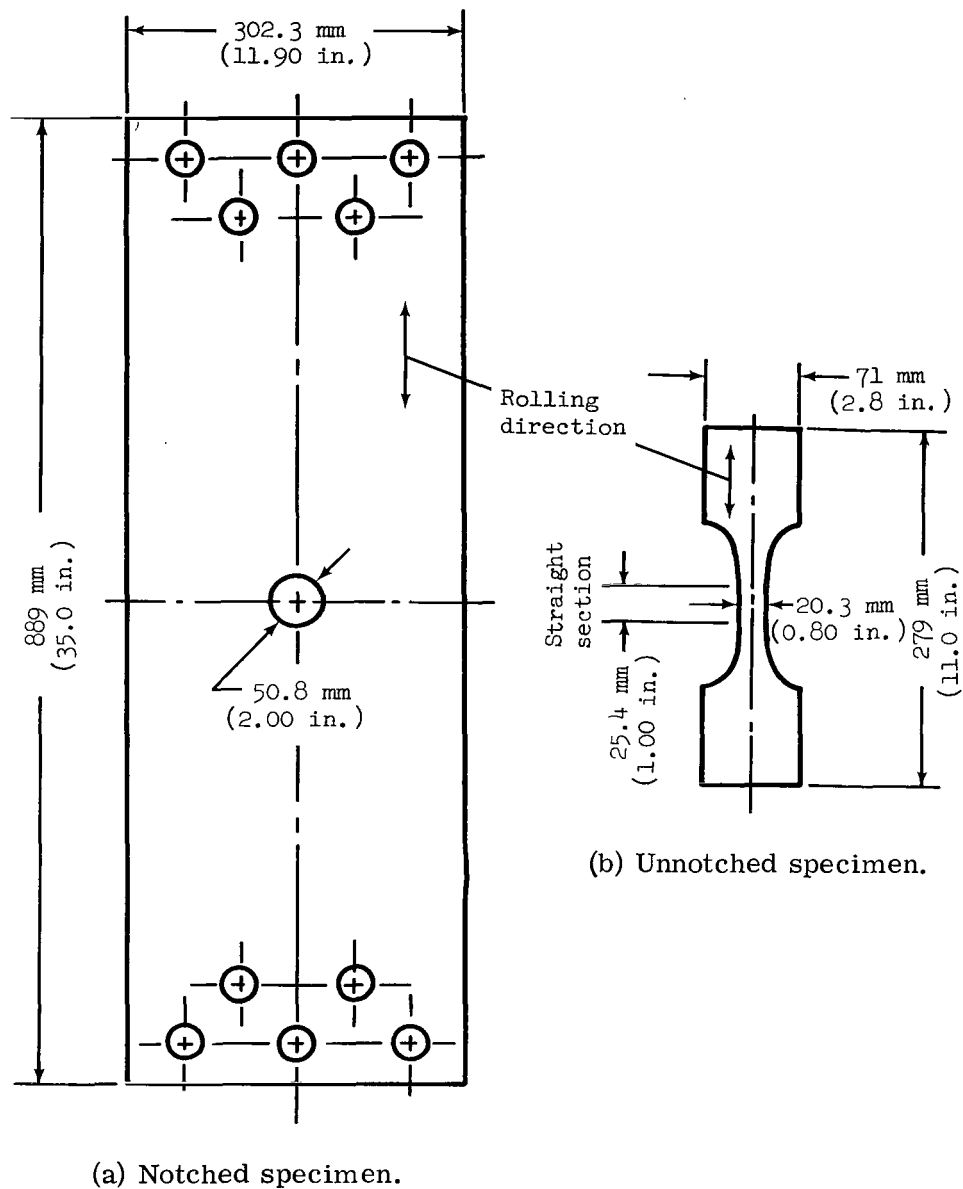 302.3 mm
(11.90 in.)
889 mm
(35.0 in.)
Rolling
direction
50.8 mm
(2.00 in.)
(a) Notched specimen.
71 mm
(2.8 in.)
Straight
section
25.4 mm
(1.00 in.)
20.3 mm
(0.80 in.)
279 mm
(11.0 in.)
(b) Unnotched specimen.